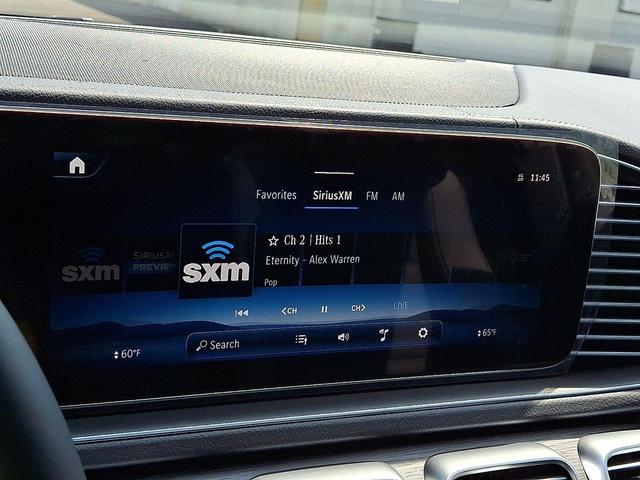 11:45
Favorites SiriusXM FM AM
sxm
SIRIUSXM
PREVIEW
sxm
Ch 2 | Hits 1
Eternity - Alex Warren
Pop
<CH CH> LIVE
Search
60°F
65°F